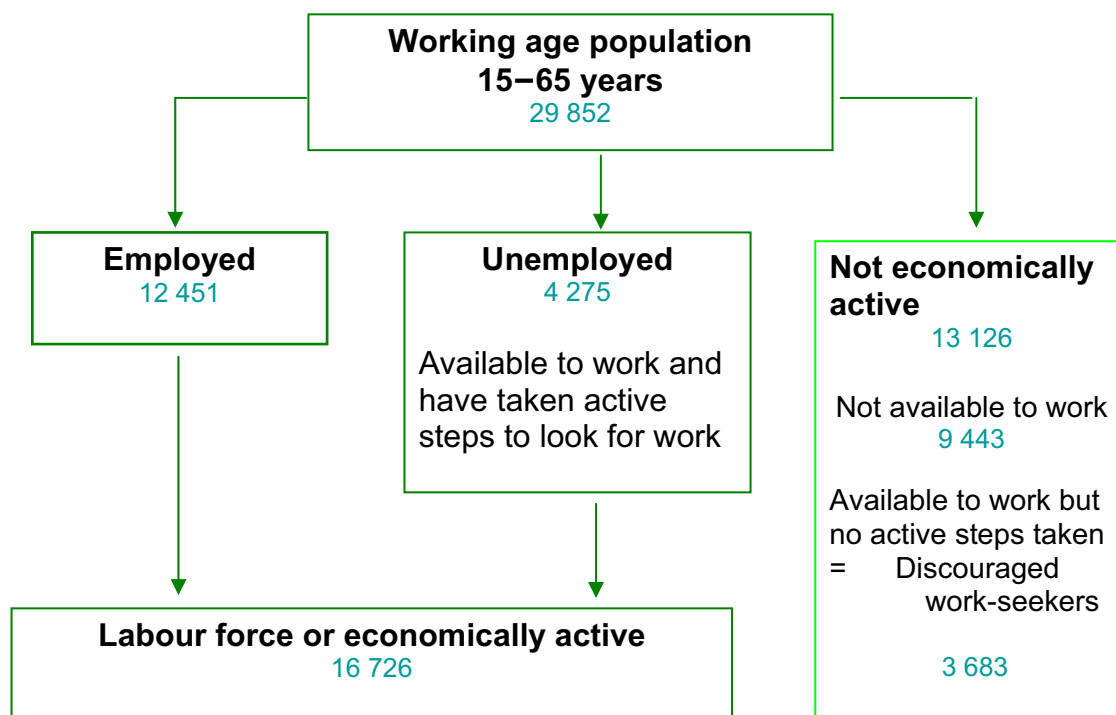 Working age population
15–65 years
29 852
Employed
12 451
Unemployed
4 275
Available to work and
have taken active
steps to look for work
Not economically
active
13 126
Not available to work
9 443
Available to work but
no active steps taken
= Discouraged
work-seekers
3 683
Labour force or economically active
16 726